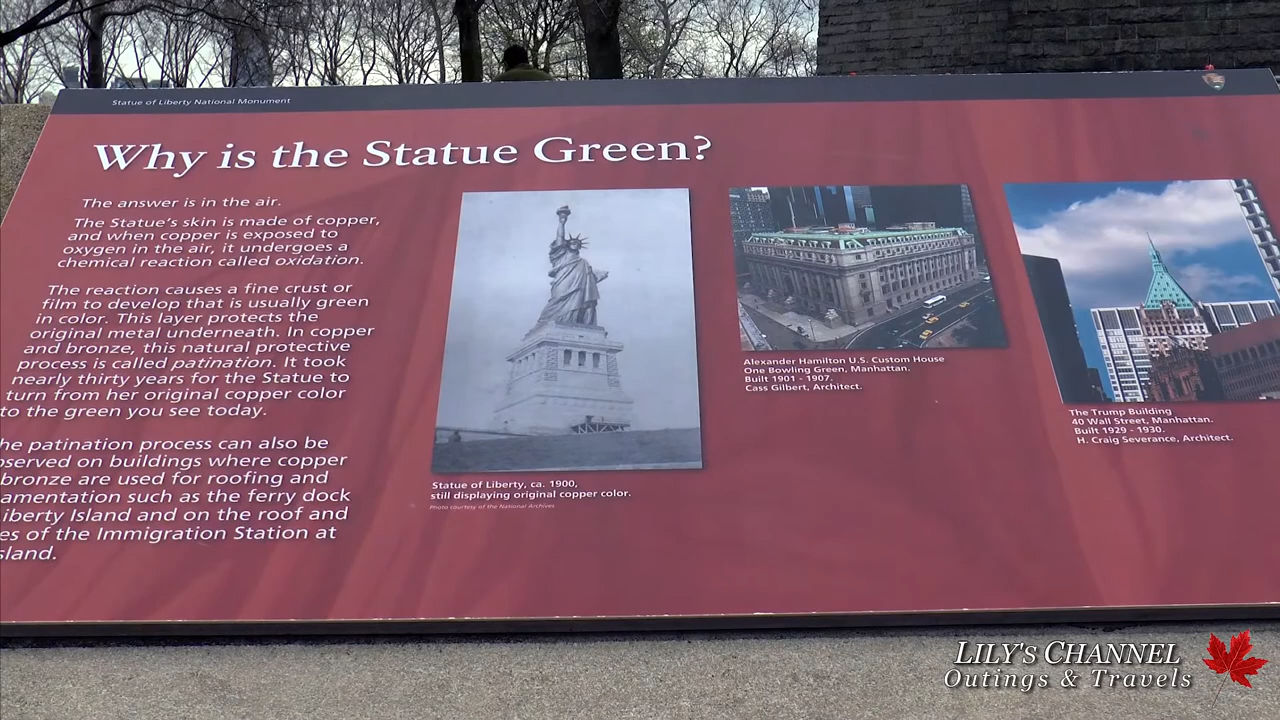 Statue of Liberty National Monument
Why is the Statue Green?
The answer is in the air.
The Statue's skin is made of copper,
and when copper is exposed to
oxygen in the air, it undergoes a
chemical reaction called oxidation.
The reaction causes a fine crust or
film to develop that is usually green
in color. This layer protects the
original metal underneath. In copper
and bronze, this natural protective
process is called patination. It took
nearly thirty years for the Statue to
turn from her original copper color
to the green you see today.
he patination process can also be
served on buildings where copper
bronze are used for roofing and
amentation such as the ferry dock
iberty Island and on the roof and
es of the Immigration Station at
sland.
Statue of Liberty, ca. 1900,
still displaying original copper color.
Photo courtesy of the National Archives
Alexander Hamilton U.S. Custom House
One Bowling Green, Manhattan.
Built 1901 - 1907.
Cass Gilbert, Architect.
The Trump Building
40 Wall Street, Manhattan.
Built 1929 - 1930.
H. Craig Severance, Architect.
LILY'S CHANNEL
Outings & Travels